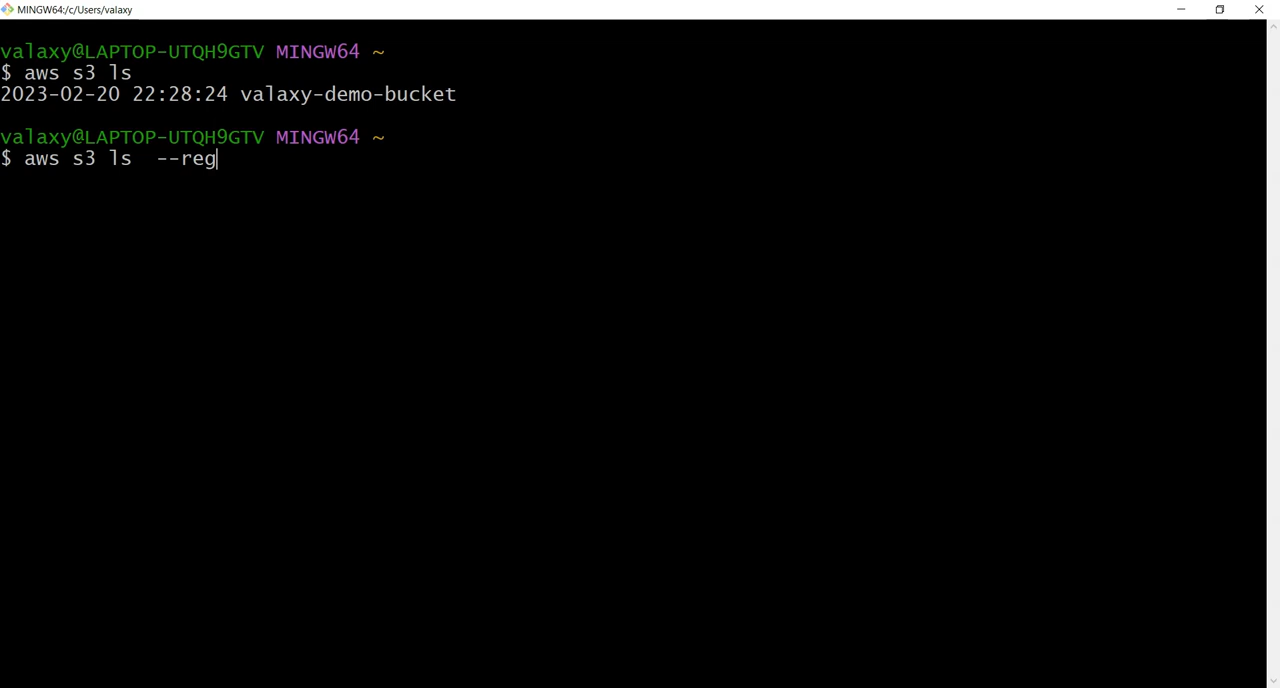 MINGW64:/c/Users/valaxy
valaxy@LAPTOP-UTQH9GTV MINGW64 ~
$ aws s3 ls
2023-02-20 22:28:24 valaxy-demo-bucket
valaxy@LAPTOP-UTQH9GTV MINGW64 ~
$ aws s3 ls  --reg